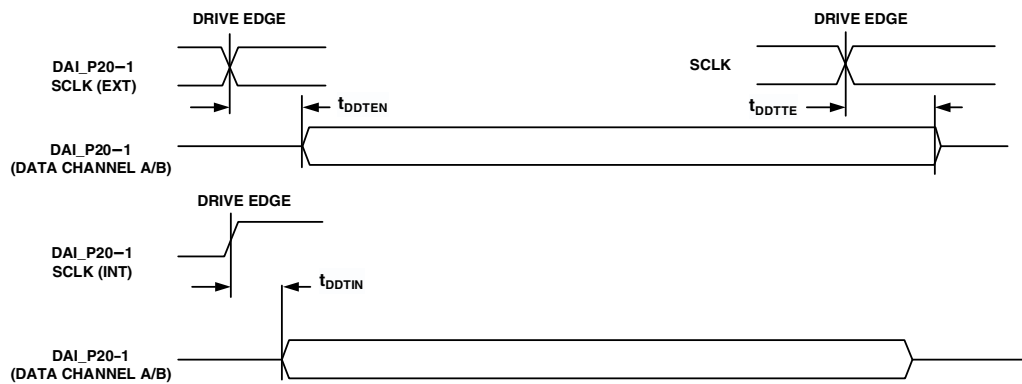 DRIVE EDGE
DRIVE EDGE
DAI_P20–1
SCLK (EXT)
SCLK
tDDTEN
tDDTTE
DAI_P20–1
(DATA CHANNEL A/B)
DRIVE EDGE
DAI_P20–1
SCLK (INT)
tDDTIN
DAI_P20-1
(DATA CHANNEL A/B)